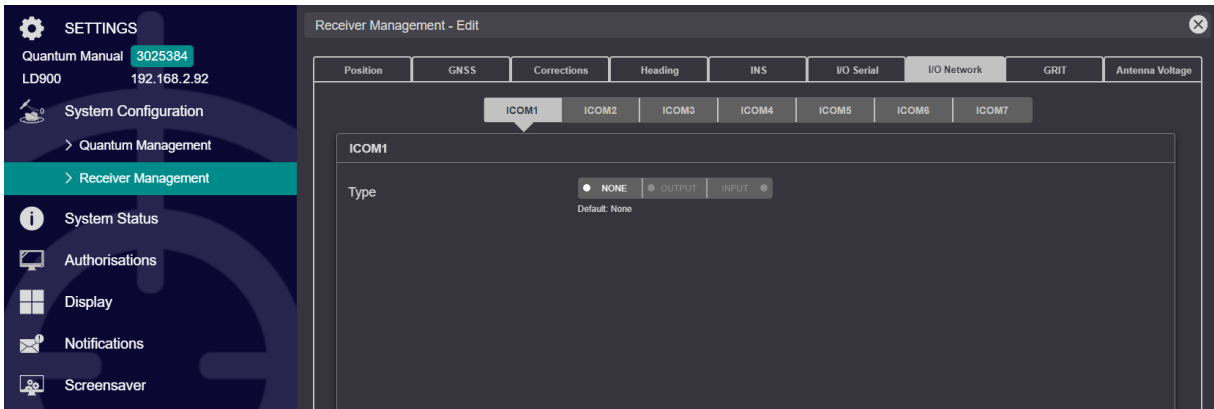 SETTINGS
Quantum Manual 3025384
LD900 192.168.2.92
System Configuration
> Quantum Management
> Receiver Management
System Status
Authorisations
Display
Notifications
Screensaver
Receiver Management - Edit
Position GNSS Corrections Heading INS I/O Serial I/O Network GRIT Antenna Voltage
ICOM1 ICOM2 ICOM3 ICOM4 ICOM5 ICOM6 ICOM7
ICOM1
Type NONE OUTPUT INPUT
Default: None